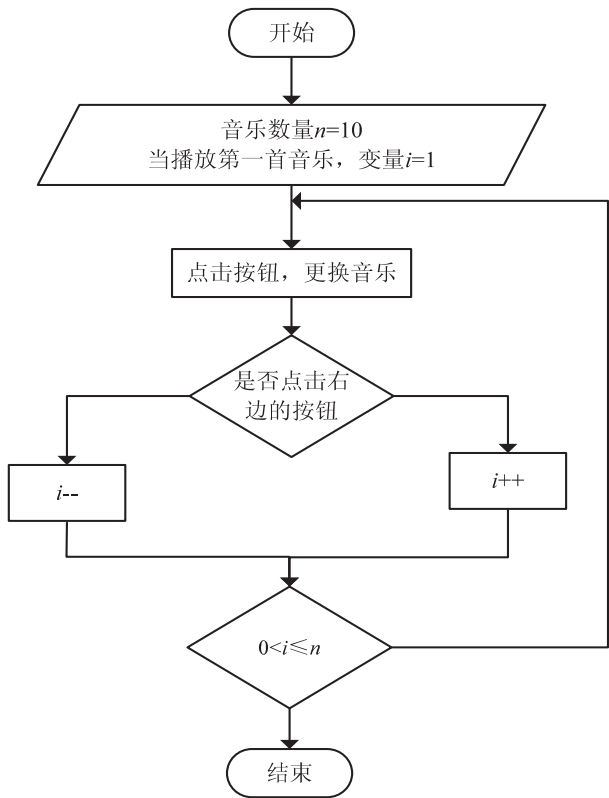 开始
音乐数量n=10
当播放第一首音乐，变量i=1
点击按钮，更换音乐
是否点击右
边的按钮
i--
i++
0<i≤n
结束